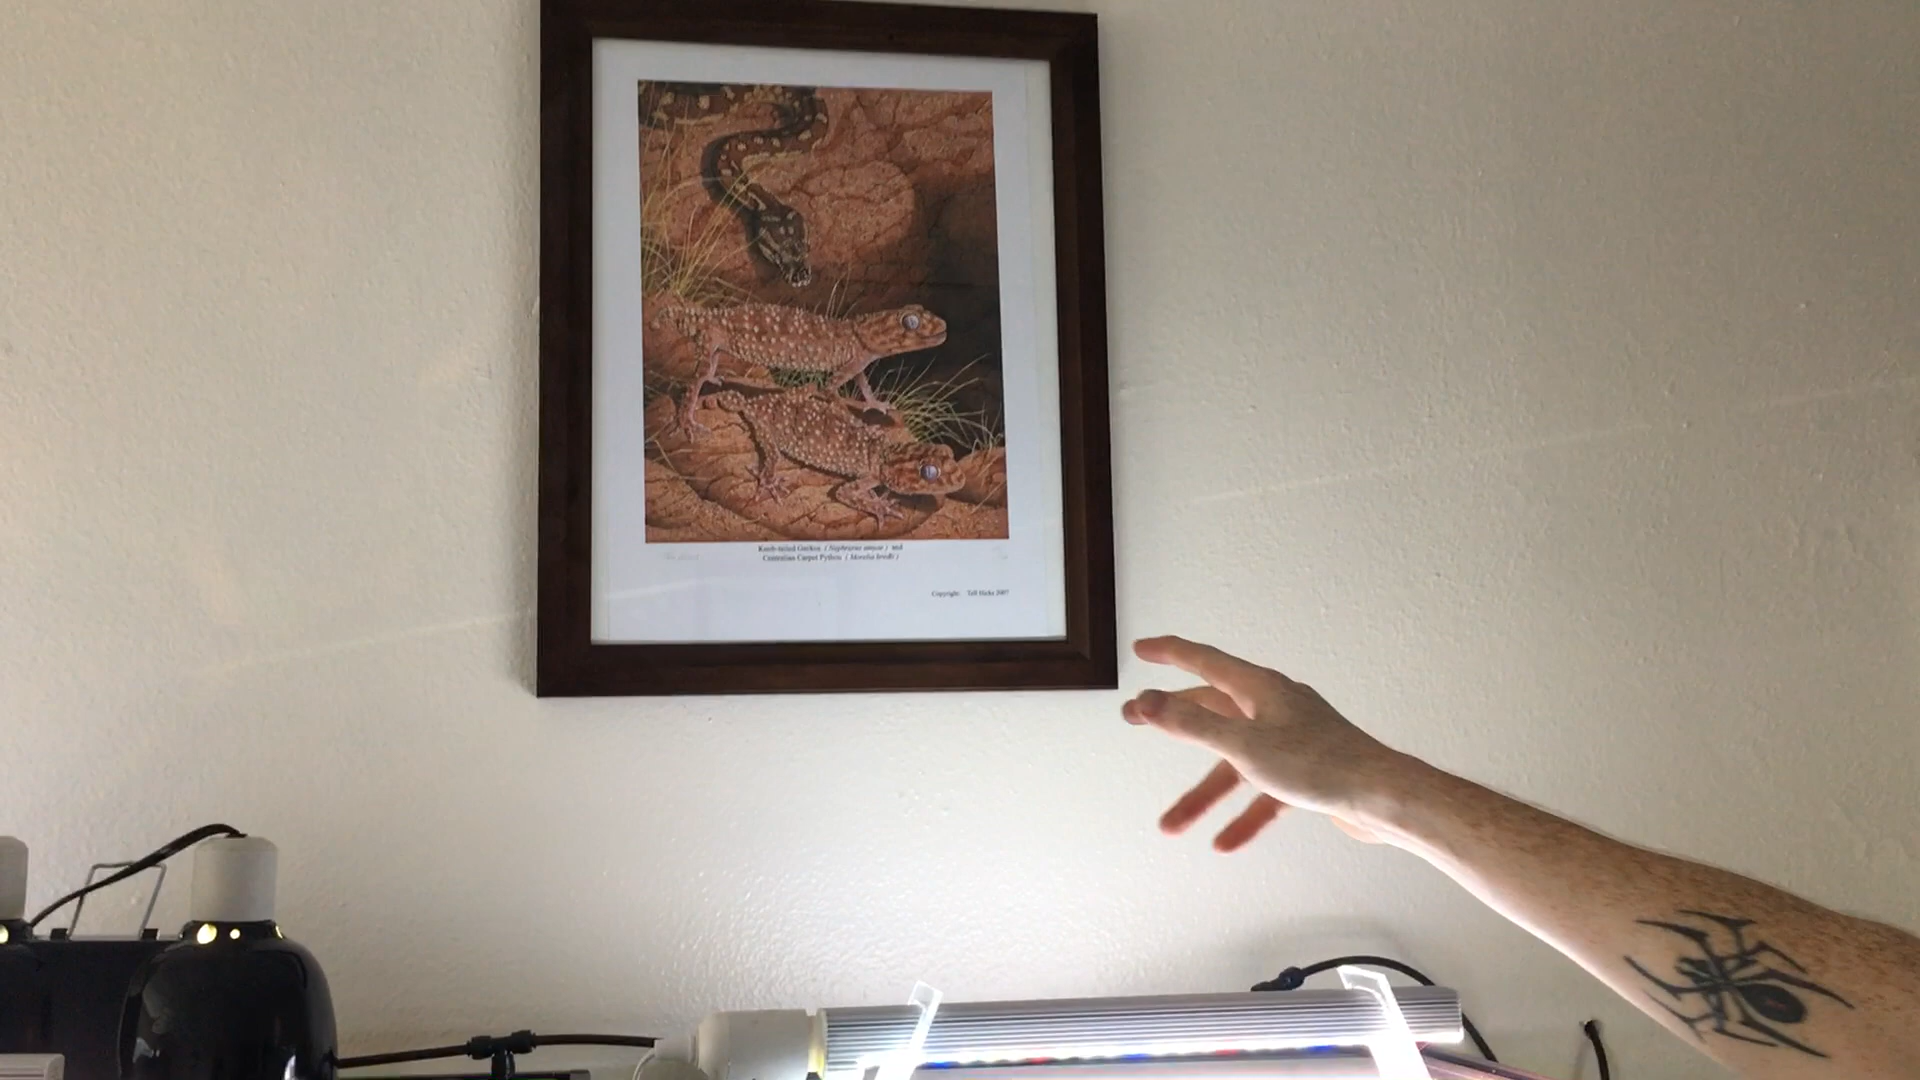 Knob-tailed Geckos ( Nephrurus amyae ) and
Centralian Carpet Python ( Morelia bredli )
Copyright: Tell Hicks 2007